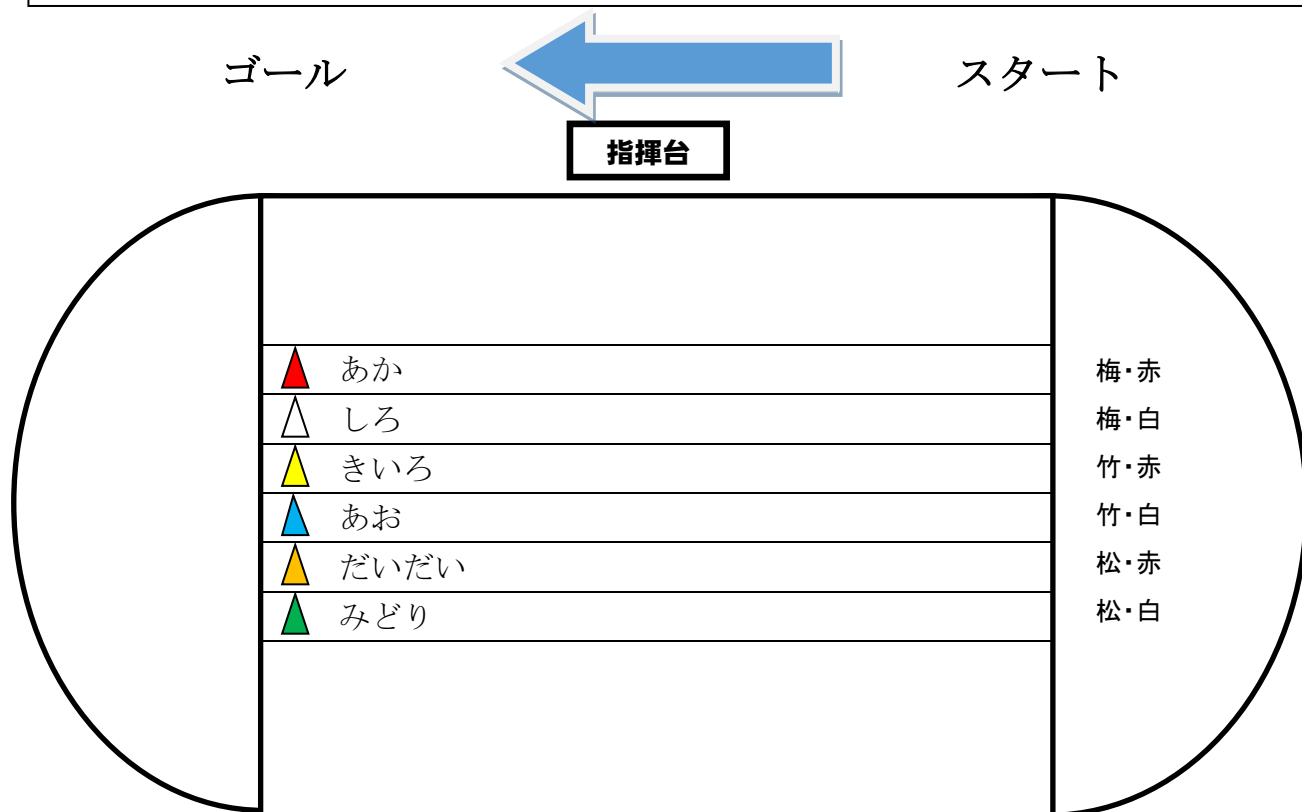 ゴール
スタート
指揮台
あか 梅・赤
しろ 梅・白
きいろ 竹・赤
あお 竹・白
だいだい 松・赤
みどり 松・白